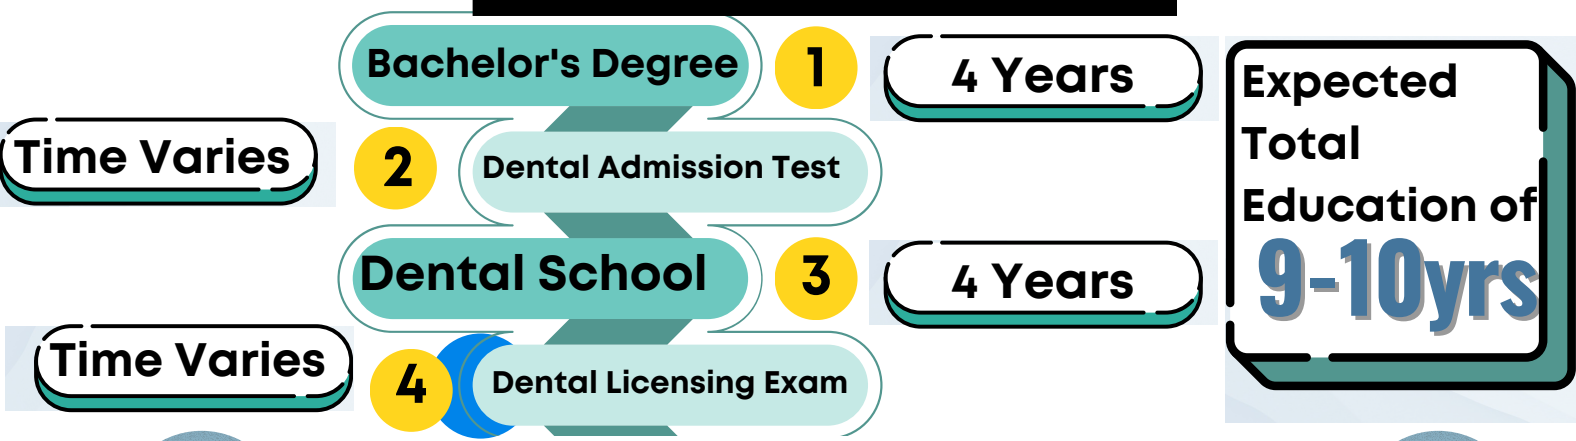 Bachelor's Degree
1
4 Years
Time Varies
2
Dental Admission Test
Dental School
3
4 Years
Time Varies
4
Dental Licensing Exam
Expected
Total
Education of
9-10yrs